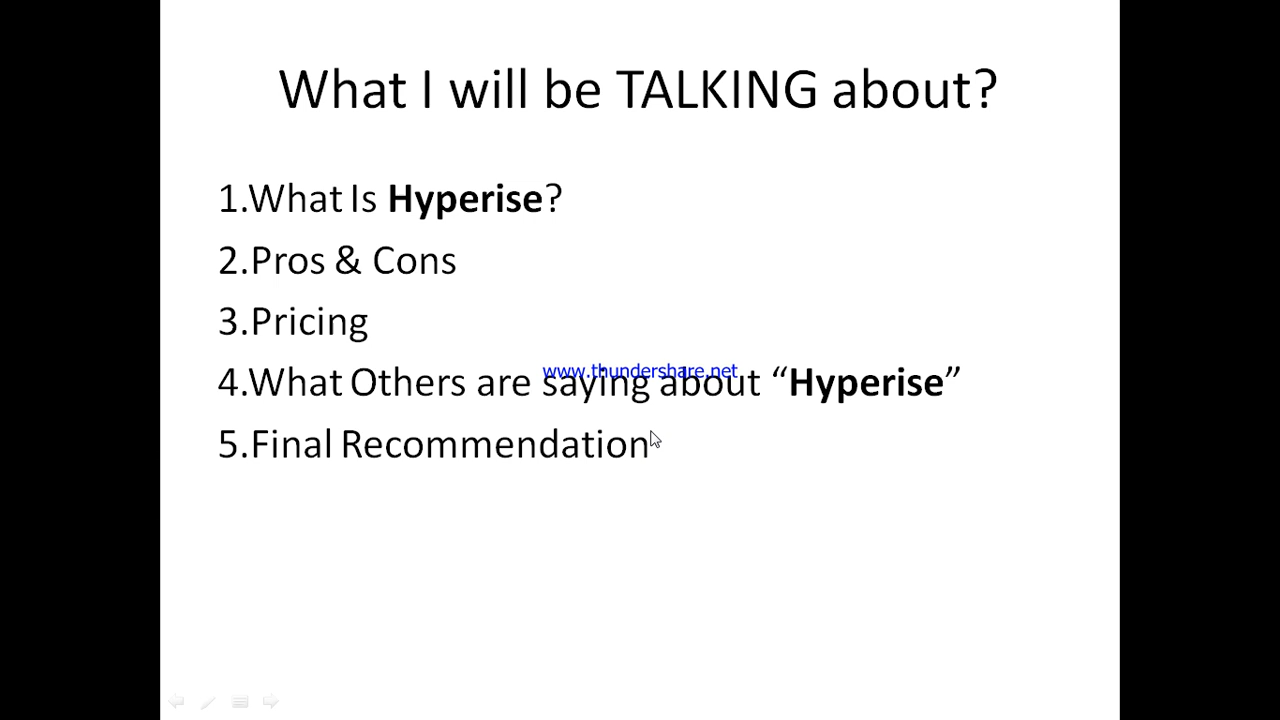 What I will be TALKING about?
1.What Is Hyperise?
2.Pros & Cons
3.Pricing
www.thundershare.net
4.What Others are saying about “Hyperise”
5.Final Recommendation